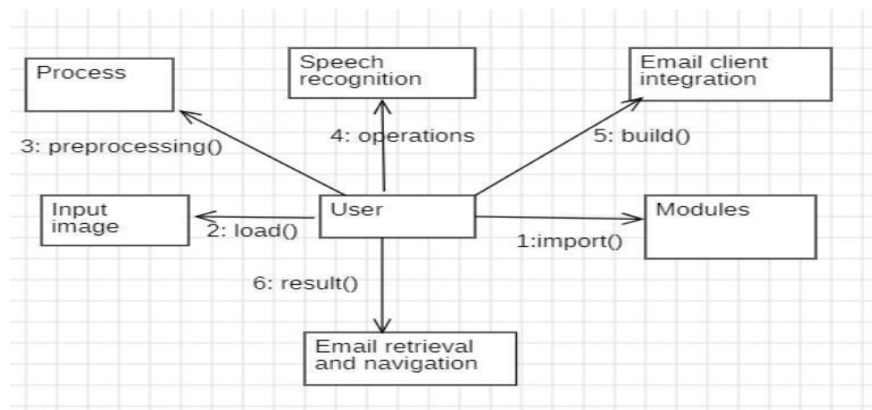 Process
Speech
recognition
Email client
integration
3: preprocessing()
4: operations
5: build()
Input
image
2: load()
User
1:import()
Modules
6: result()
Email retrieval
and navigation